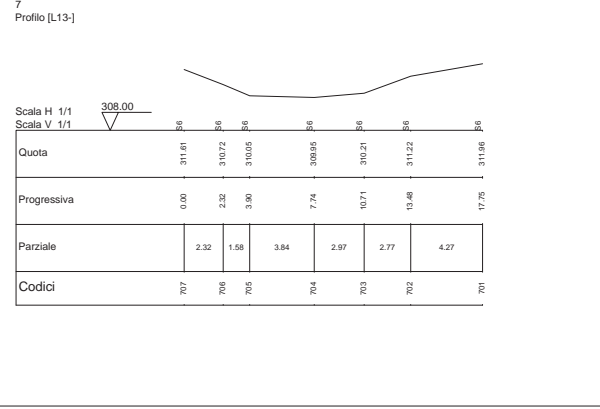 7
Profilo [L13-]
Scala H 1/1
308.00
Scala V 1/1
S6 S6 S6 S6 S6 S6 S6
Quota 311.61 310.72 310.05 309.95 310.21 311.22 311.96
Progressiva 0.00 2.32 3.90 7.74 10.71 13.48 17.75
Parziale 2.32 1.58 3.84 2.97 2.77 4.27
Codici 707 706 705 704 703 702 701